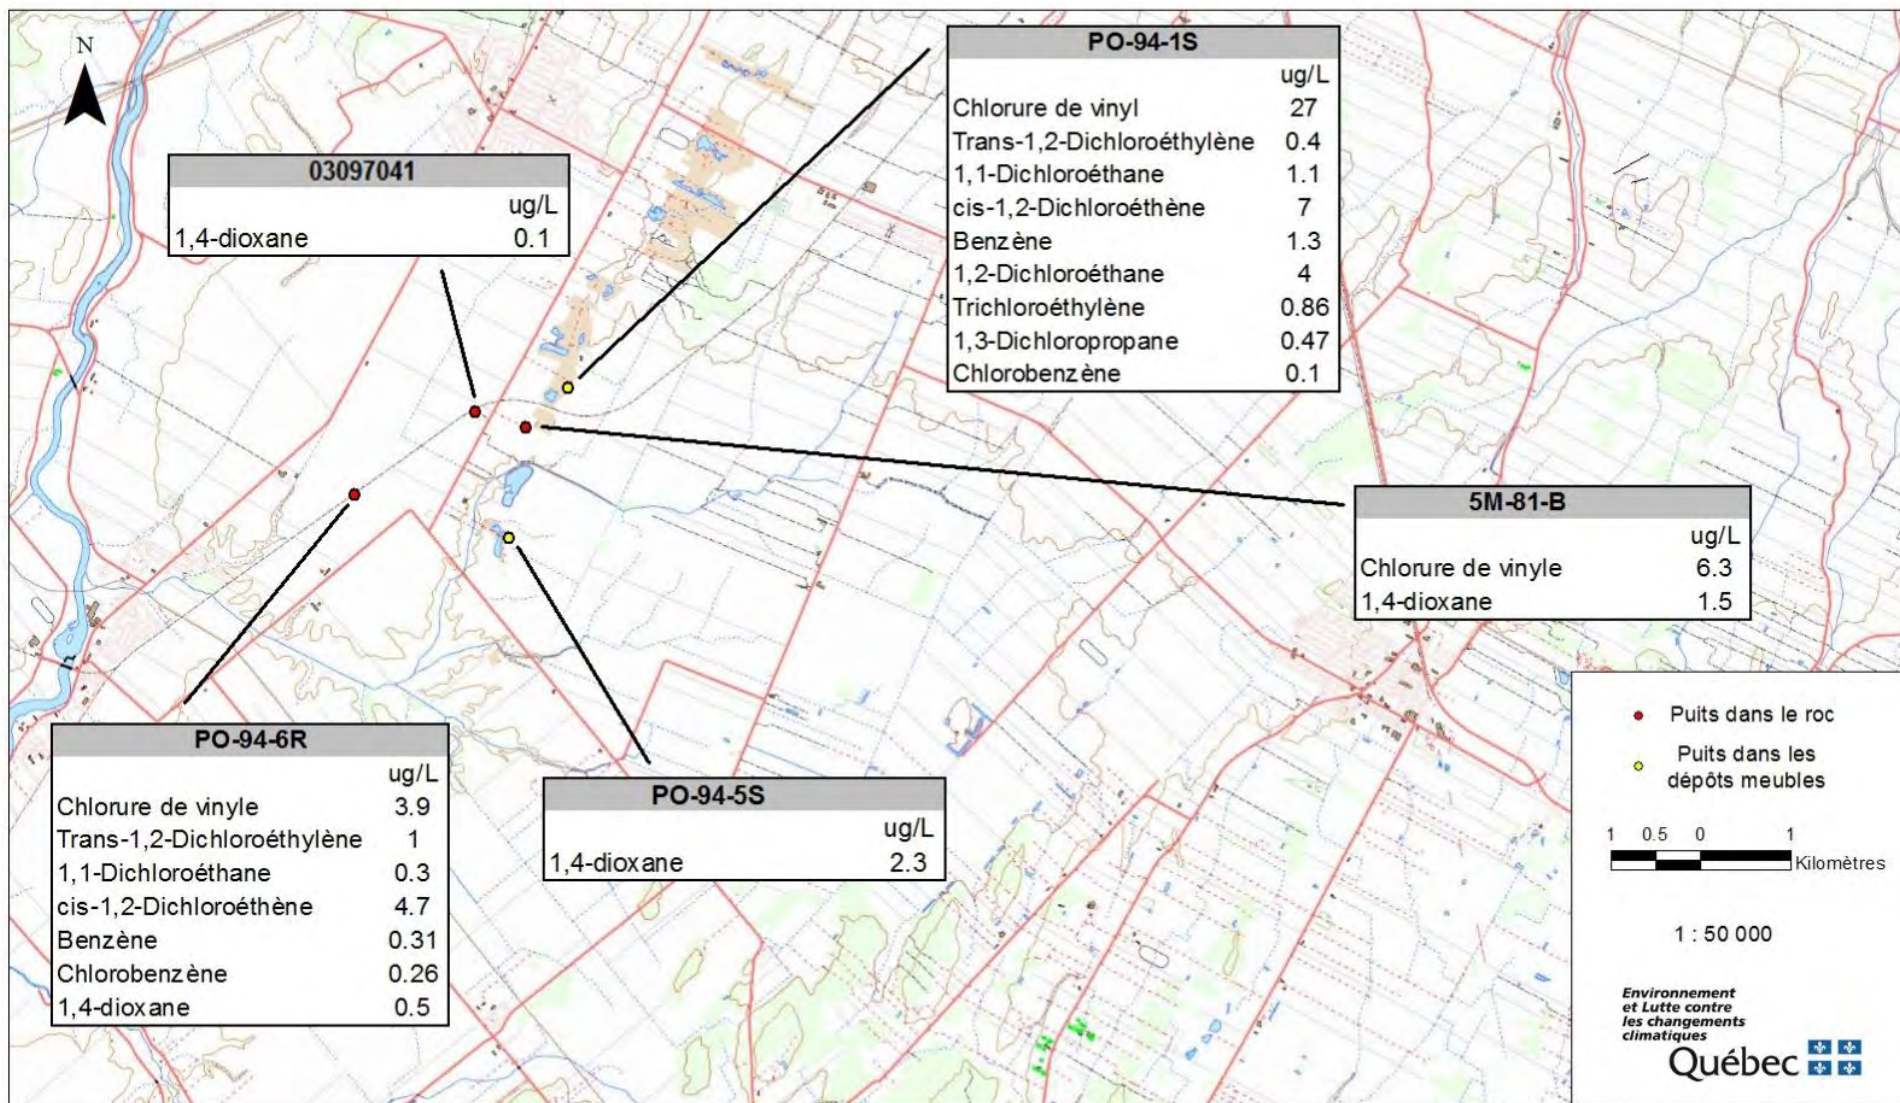 N
PO-94-1S
ug/L
Chlorure de vinyl 27
Trans-1,2-Dichloroéthylène 0.4
1,1-Dichloroéthane 1.1
cis-1,2-Dichloroéthène 7
Benzène 1.3
1,2-Dichloroéthane 4
Trichloroéthylène 0.86
1,3-Dichloropropane 0.47
Chlorobenzène 0.1
03097041
ug/L
1,4-dioxane 0.1
5M-81-B
ug/L
Chlorure de vinyle 6.3
1,4-dioxane 1.5
PO-94-6R
ug/L
Chlorure de vinyle 3.9
Trans-1,2-Dichloroéthylène 1
1,1-Dichloroéthane 0.3
cis-1,2-Dichloroéthène 4.7
Benzène 0.31
Chlorobenzène 0.26
1,4-dioxane 0.5
PO-94-5S
ug/L
1,4-dioxane 2.3
Puits dans le roc
Puits dans les
dépôts meubles
1 0.5 0 1
Kilomètres
1 : 50 000
Environnement
et Lutte contre
les changements
climatiques
Québec